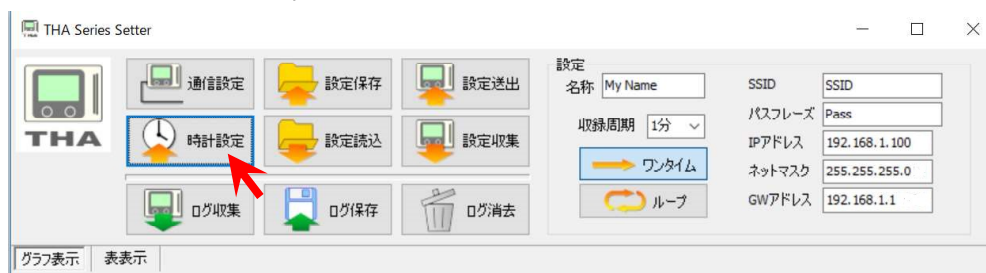 THA Series Setter
THA
通信設定 設定保存 設定送出
時計設定 設定読込 設定収集
ログ収集 ログ保存 ログ消去
設定
名称 My Name
収録周期 1分
ワンタイム
ループ
SSID SSID
パスフレーズ Pass
IPアドレス 192.168.1.100
ネットマスク 255.255.255.0
GWアドレス 192.168.1.1
グラフ表示 表表示